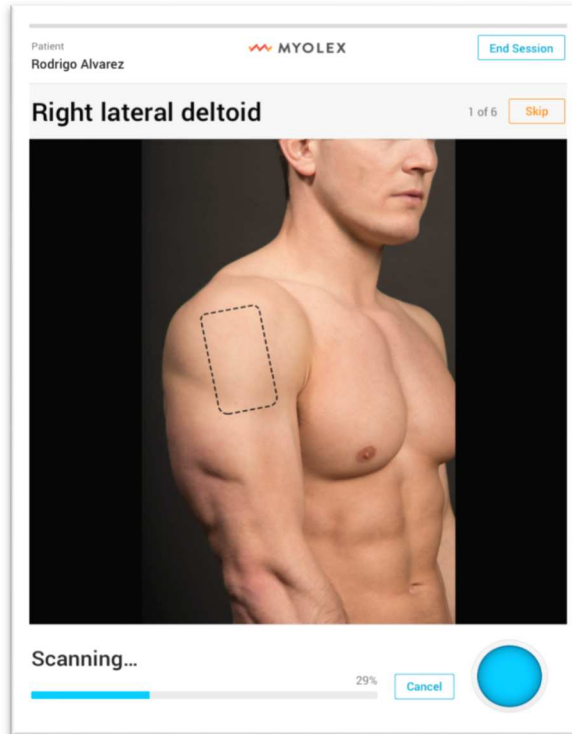 Patient
Rodrigo Alvarez
MYOLEX
End Session
Right lateral deltoid
1 of 6
Skip
Scanning...
29%
Cancel